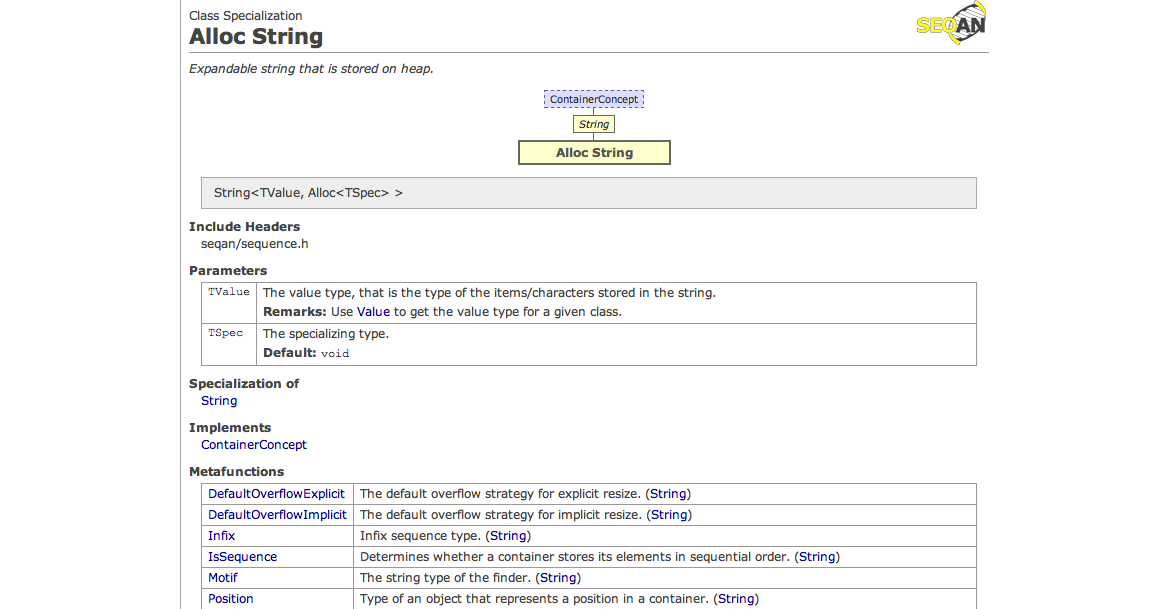 Class Specialization
Alloc String
SEQAN
Expandable string that is stored on heap.
ContainerConcept
String
Alloc String
String<TValue, Alloc<TSpec> >
Include Headers
seqan/sequence.h
Parameters
TValue The value type, that is the type of the items/characters stored in the string.
Remarks: Use Value to get the value type for a given class.
TSpec The specializing type.
Default: void
Specialization of
String
Implements
ContainerConcept
Metafunctions
DefaultOverflowExplicit The default overflow strategy for explicit resize. (String)
DefaultOverflowImplicit The default overflow strategy for implicit resize. (String)
Infix Infix sequence type. (String)
IsSequence Determines whether a container stores its elements in sequential order. (String)
Motif The string type of the finder. (String)
Position Type of an object that represents a position in a container. (String)